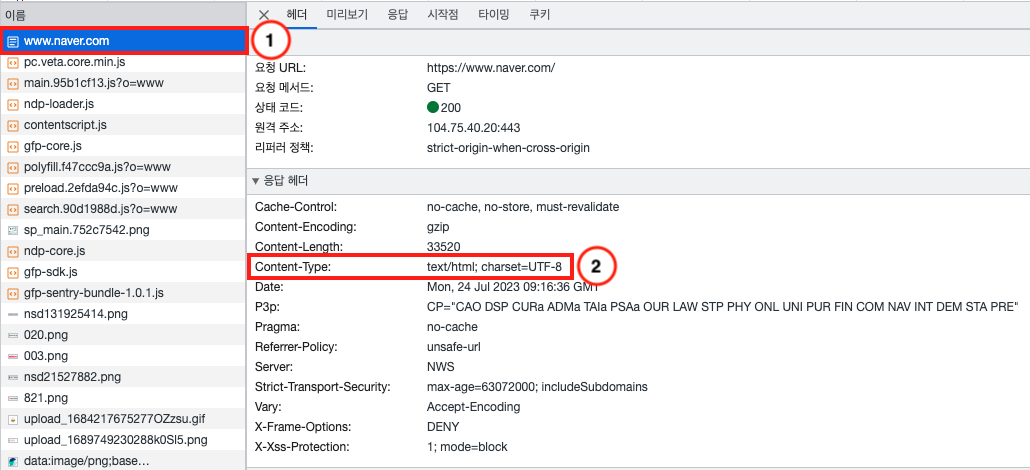 이름
www.naver.com
pc.veta.core.min.js
main.95b1cf13.js?o=www
ndp-loader.js
contentscript.js
gfp-core.js
polyfill.f47ccc9a.js?o=www
preload.2efda94c.js?o=www
search.90d1988d.js?o=www
sp_main.752c7542.png
ndp-core.js
gfp-sdk.js
gfp-sentry-bundle-1.0.1.js
nsd131925414.png
020.png
003.png
nsd21527882.png
821.png
upload_1684217675277OZzsu.gif
upload_1689749230288k0Sl5.png
data:image/png;base…
1
헤더 미리보기 응답 시작점 타이밍 쿠키
요청 URL: https://www.naver.com/
요청 메서드: GET
상태 코드: 200
원격 주소: 104.75.40.20:443
리퍼러 정책: strict-origin-when-cross-origin
▼ 응답 헤더
Cache-Control: no-cache, no-store, must-revalidate
Content-Encoding: gzip
Content-Length: 33520
Content-Type: text/html; charset=UTF-8
2
Date: Mon, 24 Jul 2023 09:16:36 GMT
P3p: CP="CAO DSP CURa ADMa TAIa PSAa OUR LAW STP PHY ONL UNI PUR FIN COM NAV INT DEM STA PRE"
Pragma: no-cache
Referrer-Policy: unsafe-url
Server: NWS
Strict-Transport-Security: max-age=63072000; includeSubdomains
Vary: Accept-Encoding
X-Frame-Options: DENY
X-Xss-Protection: 1; mode=block